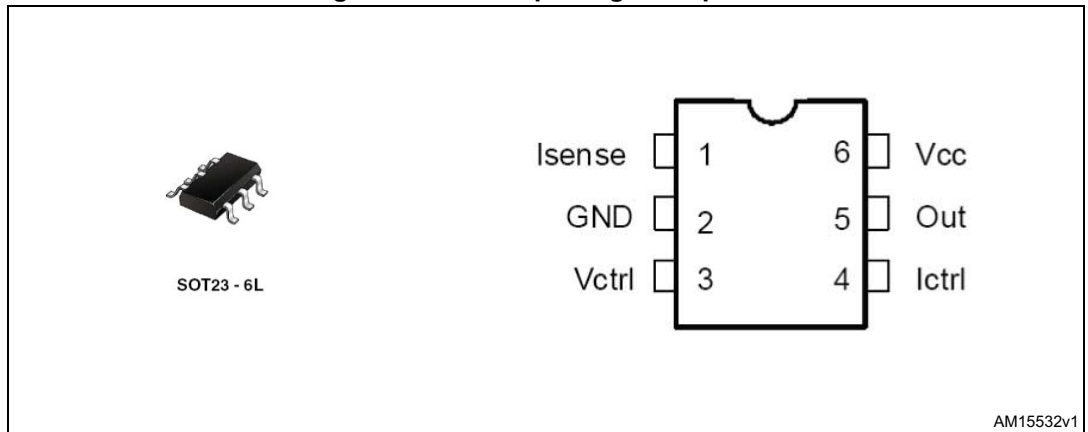 SOT23 - 6L
Isense 1 6 Vcc
GND 2 5 Out
Vctrl 3 4 Ictrl
AM15532v1